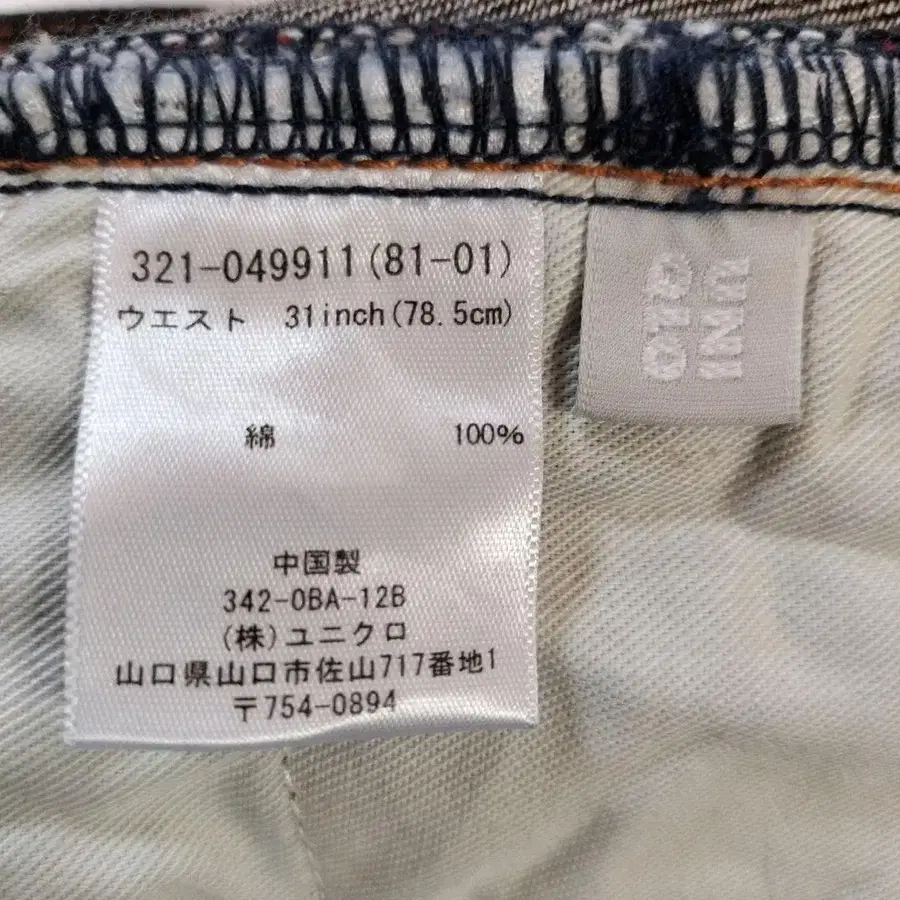 321-049911(81-01)
ウエスト 31inch(78.5cm)
綿 100%
中国製
342-0BA-12B
(株)ユニクロ
山口県山口市佐山717番地1
〒754-0894
UNI
QLO